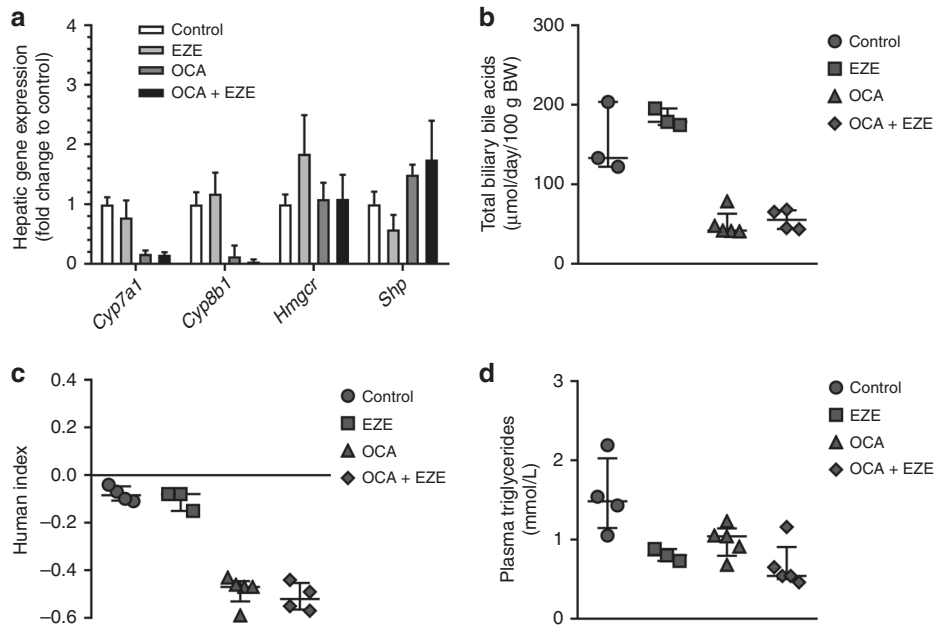 a
Hepatic gene expression
(fold change to control)
4
3
2
1
0
Control
EZE
OCA
OCA + EZE
Cyp7a1
Cyp8b1
Hmgcr
Shp
b
Total biliary bile acids
(μmol/day/100 g BW)
300
200
100
0
Control
EZE
OCA
OCA + EZE
c
Human index
0.4
0.2
0.0
−0.2
−0.4
−0.6
Control
EZE
OCA
OCA + EZE
d
Plasma triglycerides
(mmol/L)
3
2
1
0
Control
EZE
OCA
OCA + EZE